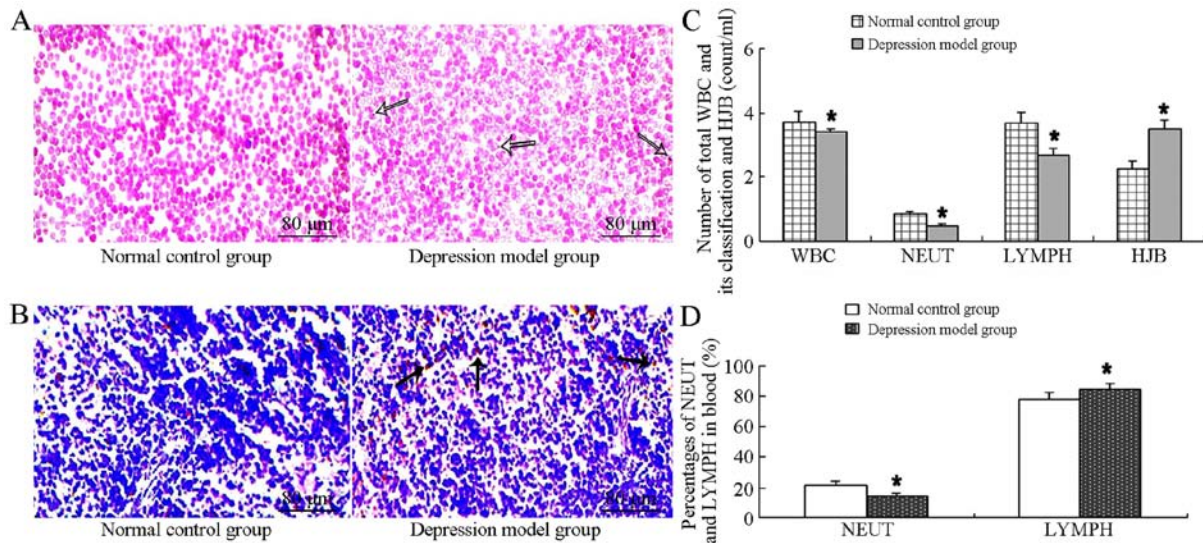 A
80 μm
80 μm
Normal control group
Depression model group
B
80 μm
80 μm
Normal control group
Depression model group
C
Normal control group
Depression model group
Number of total WBC and
its classification and HJB (count/ml)
6
4
2
0
*
*
*
*
WBC
NEUT
LYMPH
HJB
D
Normal control group
Depression model group
Percentages of NEUT
and LYMPH in blood (%)
100
80
60
40
20
0
*
*
NEUT
LYMPH